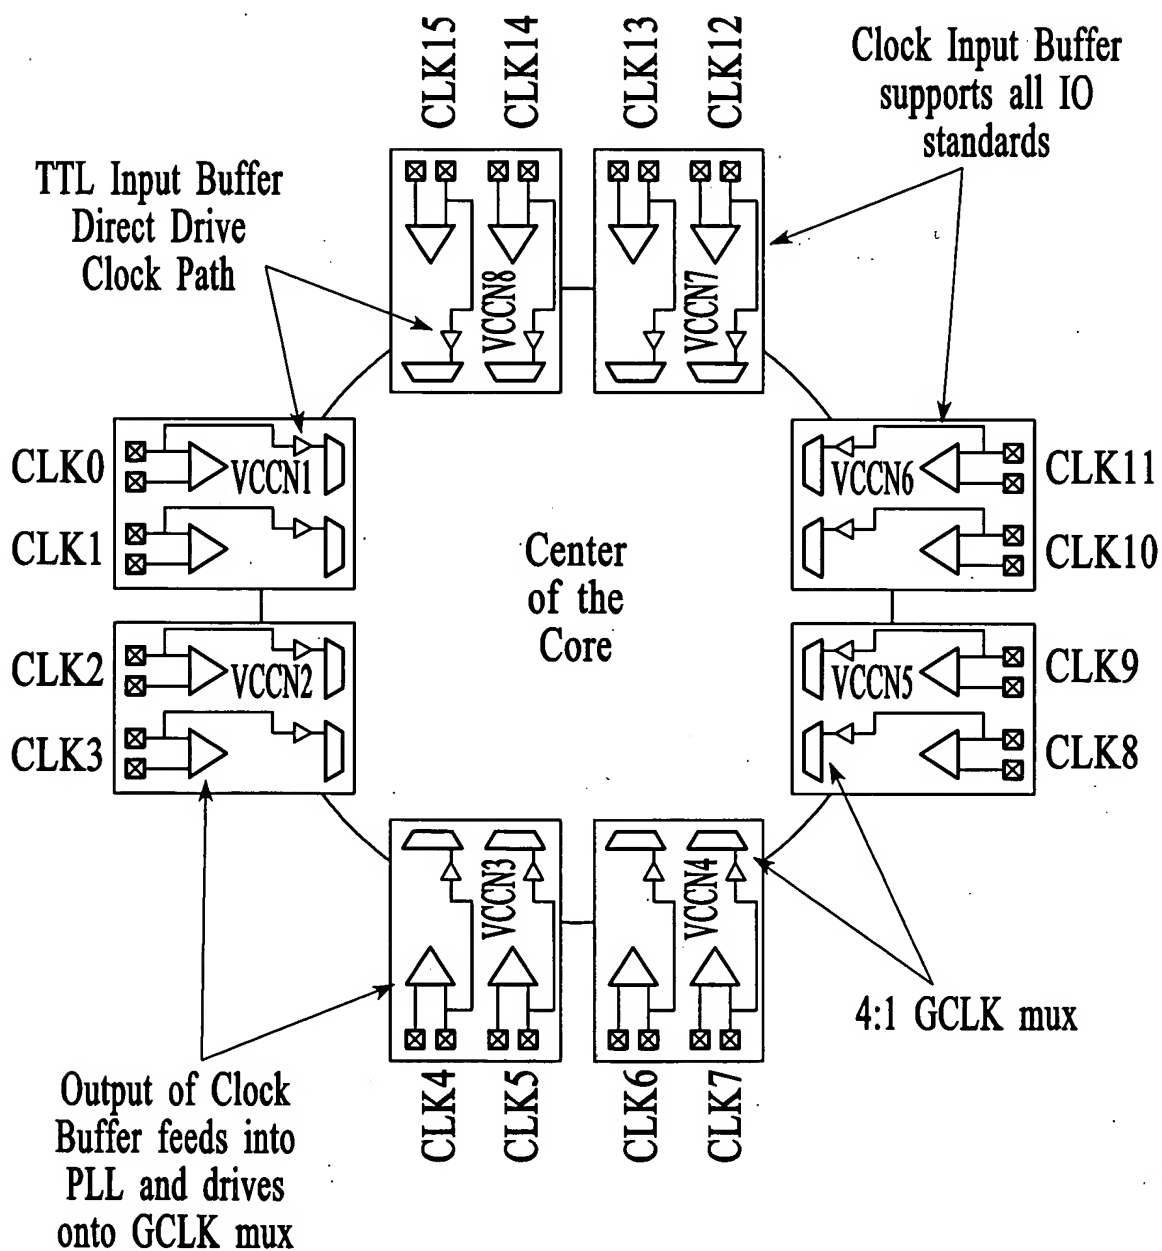 CLK15
CLK14
CLK13
CLK12
Clock Input Buffer
supports all IO
standards
TTL Input Buffer
Direct Drive
Clock Path
VCCN8
VCCN7
CLK0
VCCN1
CLK1
VCCN6
CLK11
CLK10
Center
of the
Core
CLK2
VCCN2
CLK3
VCCN5
CLK9
CLK8
VCCN3
VCCN4
4:1 GCLK mux
CLK4
CLK5
CLK6
CLK7
Output of Clock
Buffer feeds into
PLL and drives
onto GCLK mux